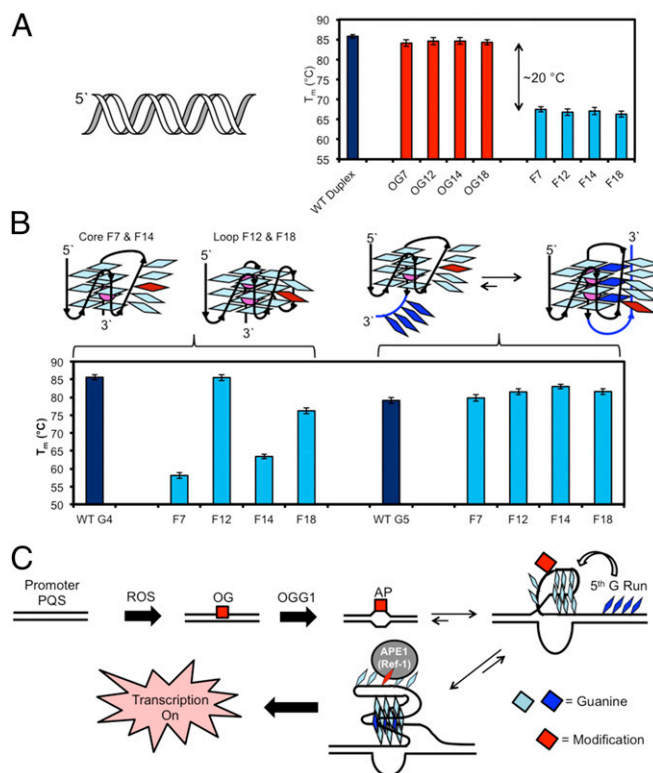 A
5`
Tm (°C)
90
85
80
75
70
65
60
55
~20 °C
WT Duplex
OG7
OG12
OG14
OG18
F7
F12
F14
F18
B
Core F7 & F14
Loop F12 & F18
5`
3`
5`
3`
5`
3`
5`
3`
Tm (°C)
90
85
80
75
70
65
60
55
50
WT G4
F7
F12
F14
F18
WT G5
F7
F12
F14
F18
C
Promoter
PQS
ROS
OG
OGG1
AP
5th G Run
APE1
(Ref-1)
Transcription
On
= Guanine
= Modification